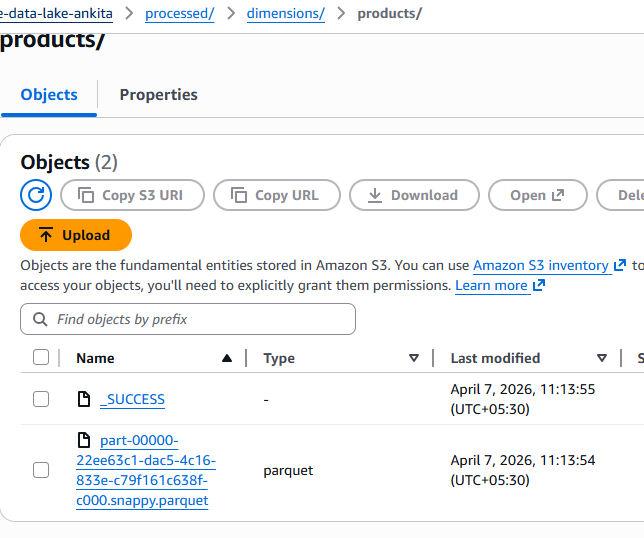 e-data-lake-ankita > processed/ > dimensions/ > products/
products/
Objects Properties
Objects (2)
Copy S3 URI Copy URL Download Open Dele
Upload
Objects are the fundamental entities stored in Amazon S3. You can use Amazon S3 inventory to
access your objects, you'll need to explicitly grant them permissions. Learn more
Find objects by prefix
Name Type Last modified S
_SUCCESS - April 7, 2026, 11:13:55
(UTC+05:30)
part-00000-
22ee63c1-dac5-4c16-
833e-c79f161c638f-
c000.snappy.parquet
parquet
April 7, 2026, 11:13:54
(UTC+05:30)